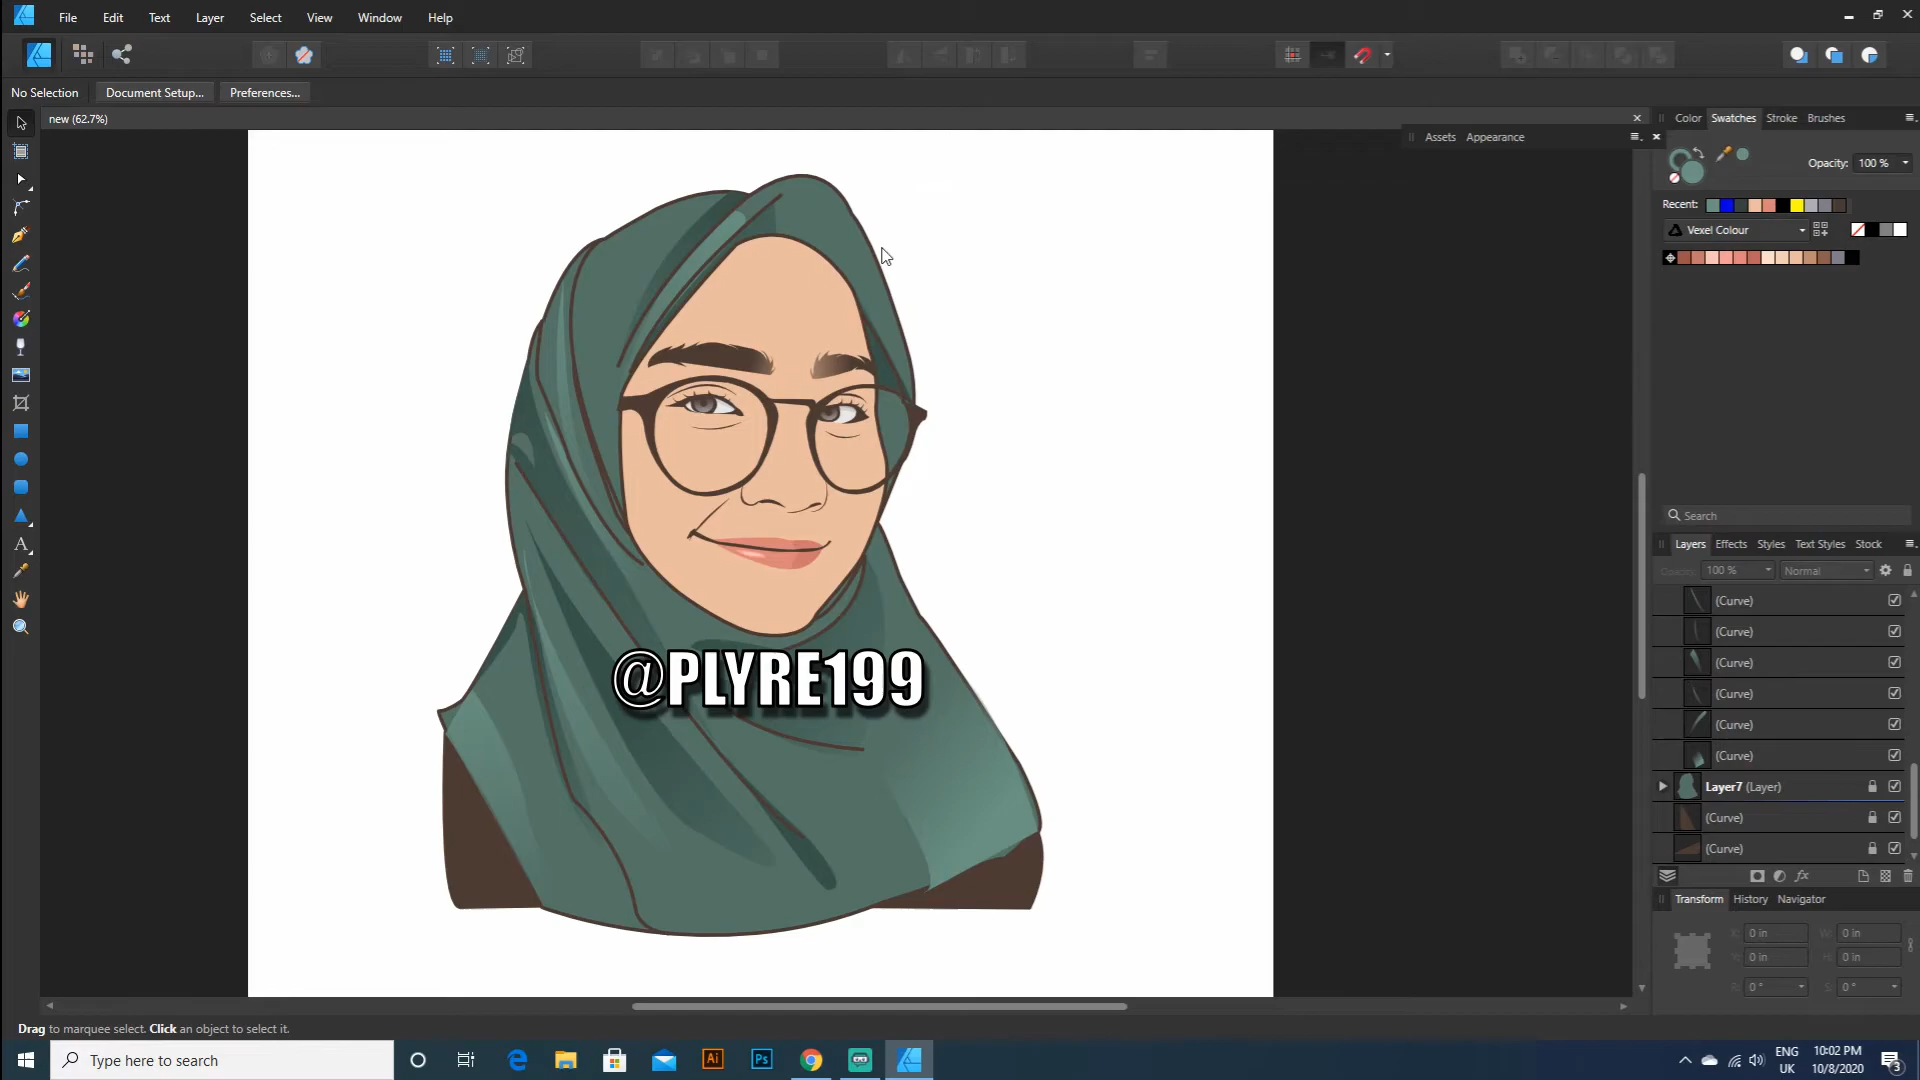 File Edit Text Layer Select View Window Help
No Selection Document Setup... Preferences...
new (62.7%)
Color Swatches Stroke Brushes
Assets Appearance
Opacity: 100 %
Recent:
Vexel Colour
@PLYRE199
Search
Layers Effects Styles Text Styles Stock
Opacity: 100 % Normal
(Curve)
(Curve)
(Curve)
(Curve)
(Curve)
(Curve)
Layer7 (Layer)
(Curve)
(Curve)
Transform History Navigator
X: 0 in W: 0 in
Y: 0 in H: 0 in
R: 0 ° S: 0 °
Drag to marquee select. Click an object to select it.
Type here to search
Ai Ps
ENG 10:02 PM
UK 10/8/2020
3